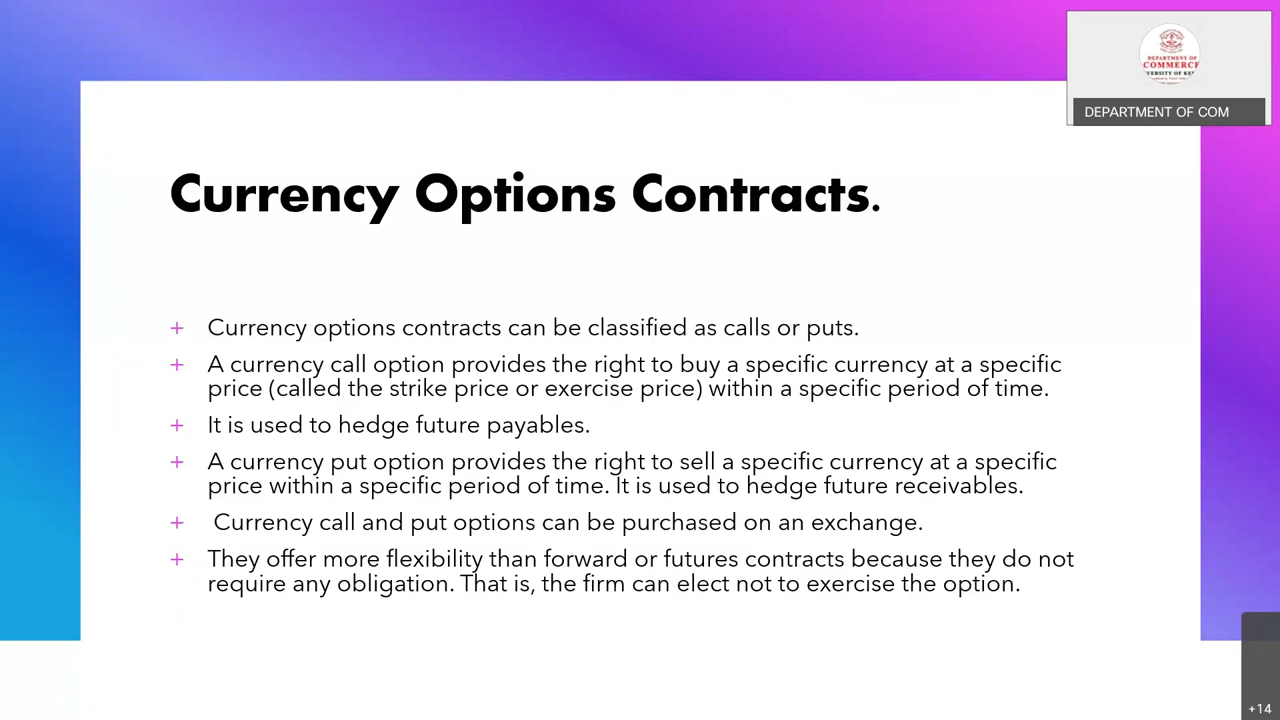 DEPARTMENT OF
COMMERCE
DEPARTMENT OF COM
Currency Options Contracts.
+ Currency options contracts can be classified as calls or puts.
+ A currency call option provides the right to buy a specific currency at a specific
price (called the strike price or exercise price) within a specific period of time.
+ It is used to hedge future payables.
+ A currency put option provides the right to sell a specific currency at a specific
price within a specific period of time. It is used to hedge future receivables.
+ Currency call and put options can be purchased on an exchange.
+ They offer more flexibility than forward or futures contracts because they do not
require any obligation. That is, the firm can elect not to exercise the option.
+14